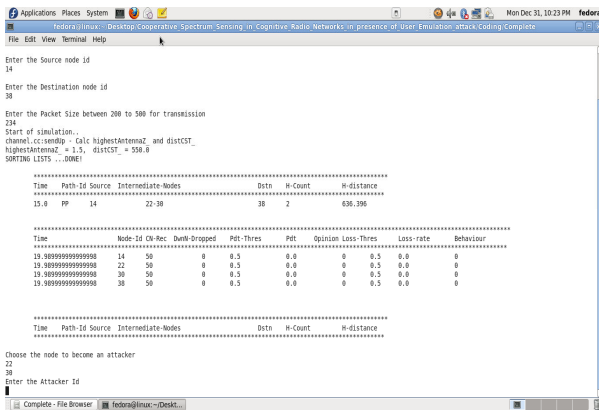 Applications Places System Mon Dec 31, 10:23 PM fedora
fedora@linux:~/Desktop/Cooperative_Spectrum_Sensing_in_Cognitive_Radio_Networks_in_presence_of_User_Emulation_attack/Coding/Complete
File Edit View Terminal Help
Enter the Source node id
14
Enter the Destination node id
38
Enter the Packet Size between 200 to 500 for transmission
234
Start of simulation..
channel.cc:sendUp - Calc highestAntennaZ_ and distCST_
highestAntennaZ_ = 1.5, distCST_ = 550.0
SORTING LISTS ...DONE!
Time Path-Id Source Intermediate-Nodes Dstn H-Count H-distance
15.0 PP 14 22-30 38 2 636.396
Time Node-Id CN-Rec DwnN-Dropped Pdt-Thres Pdt Opinion Loss-Thres Loss-rate Behaviour
19.989999999999998 14 50 0 0.5 0.0 0 0.5 0.0 0
19.989999999999998 22 50 0 0.5 0.0 0 0.5 0.0 0
19.989999999999998 30 50 0 0.5 0.0 0 0.5 0.0 0
19.989999999999998 38 50 0 0.5 0.0 0 0.5 0.0 0
Time Path-Id Source Intermediate-Nodes Dstn H-Count H-distance
Choose the node to become an attacker
22
30
Enter the Attacker Id
Complete - File Browser fedora@linux:~/Deskt...